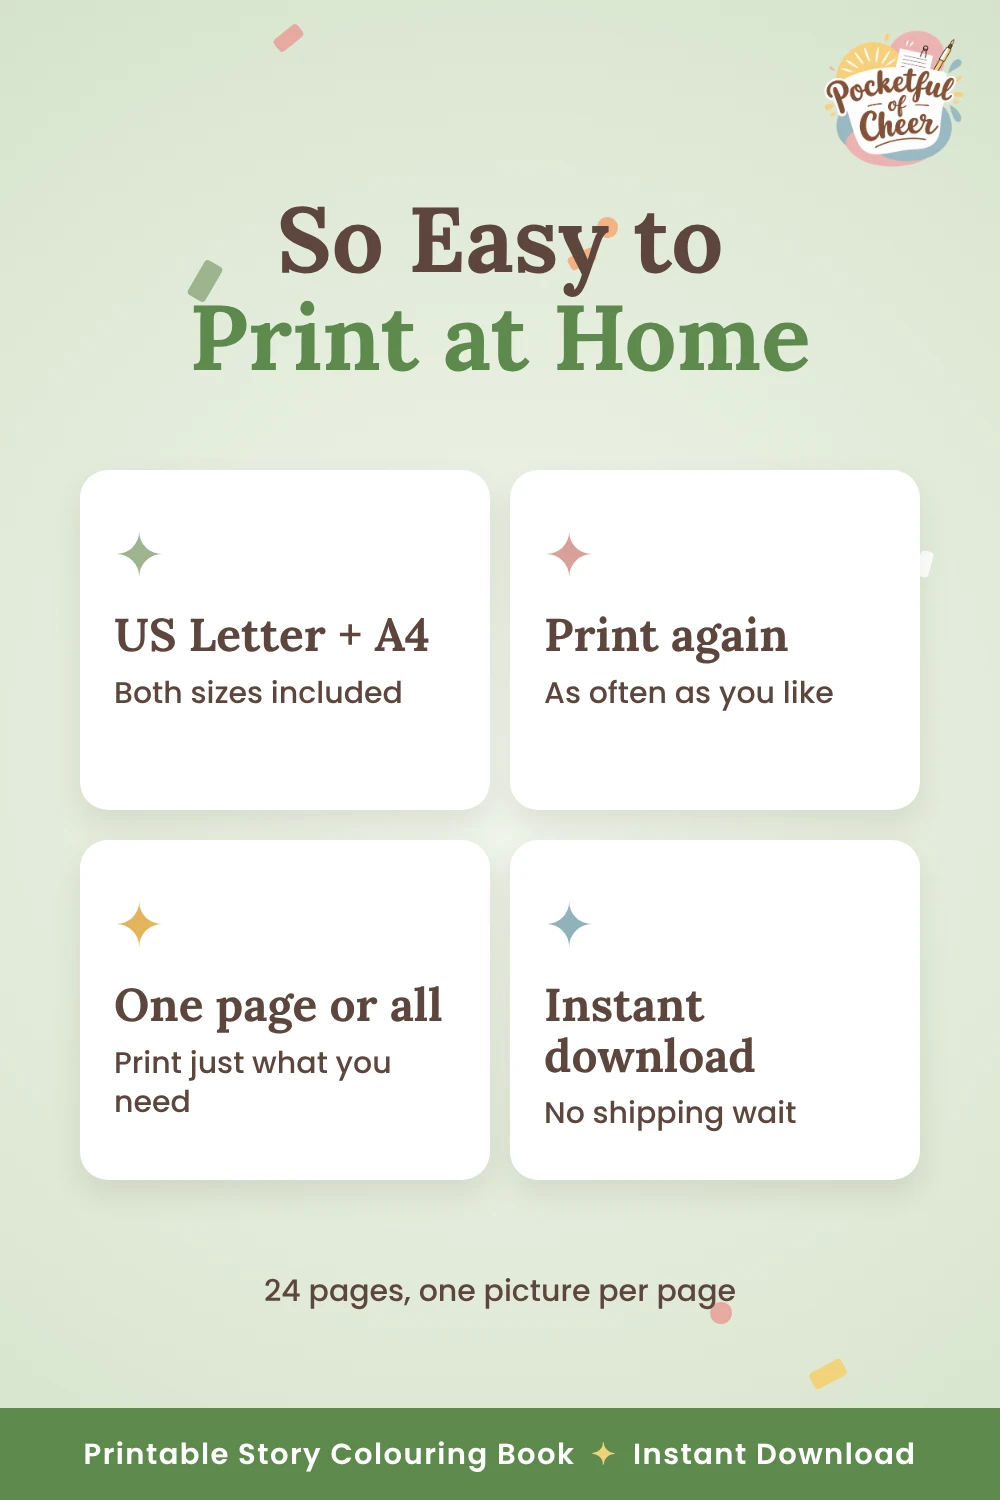 Pocketful
of
Cheer
So Easy to
Print at Home
US Letter + A4
Both sizes included
Print again
As often as you like
One page or all
Print just what you
need
Instant
download
No shipping wait
24 pages, one picture per page
Printable Story Colouring Book ✦ Instant Download